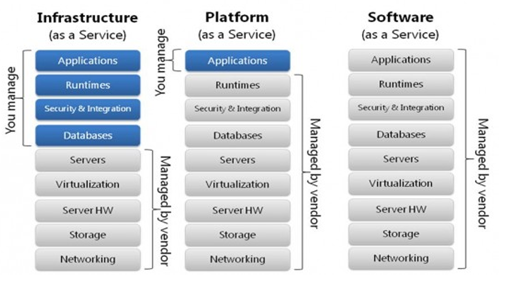 Infrastructure
(as a Service)
You manage
Applications
Runtimes
Security & Integration
Databases
Servers
Virtualization
Server HW
Storage
Networking
Managed by vendor
Platform
(as a Service)
You manage
Applications
Runtimes
Security & Integration
Databases
Servers
Virtualization
Server HW
Storage
Networking
Managed by vendor
Software
(as a Service)
Applications
Runtimes
Security & Integration
Databases
Servers
Virtualization
Server HW
Storage
Networking
Managed by vendor